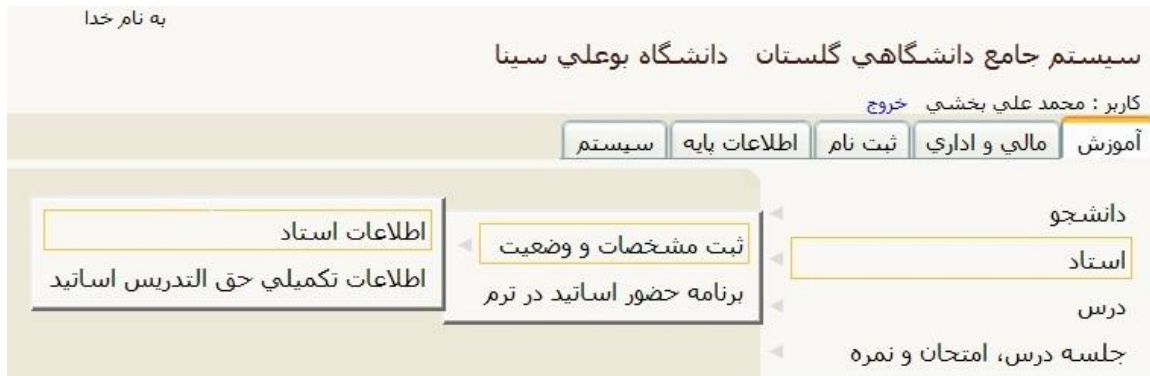 به نام خدا
سيستم جامع دانشگاهي گلستان دانشگاه بوعلي سينا
کاربر : محمد علي بخشي خروج
آموزش مالي و اداري ثبت نام اطلاعات پايه سيستم
دانشجو
استاد
درس
جلسه درس، امتحان و نمره
ثبت مشخصات و وضعيت
برنامه حضور اساتيد در ترم
اطلاعات استاد
اطلاعات تکميلي حق التدريس اساتيد